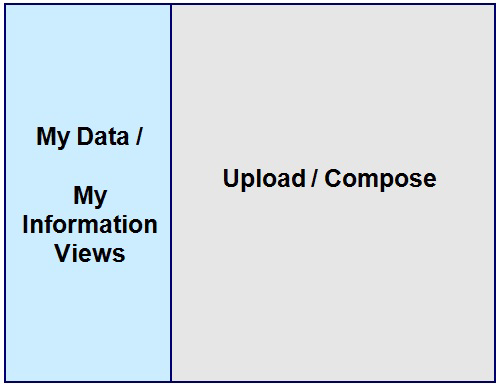 My Data /
My
Information
Views
Upload / Compose